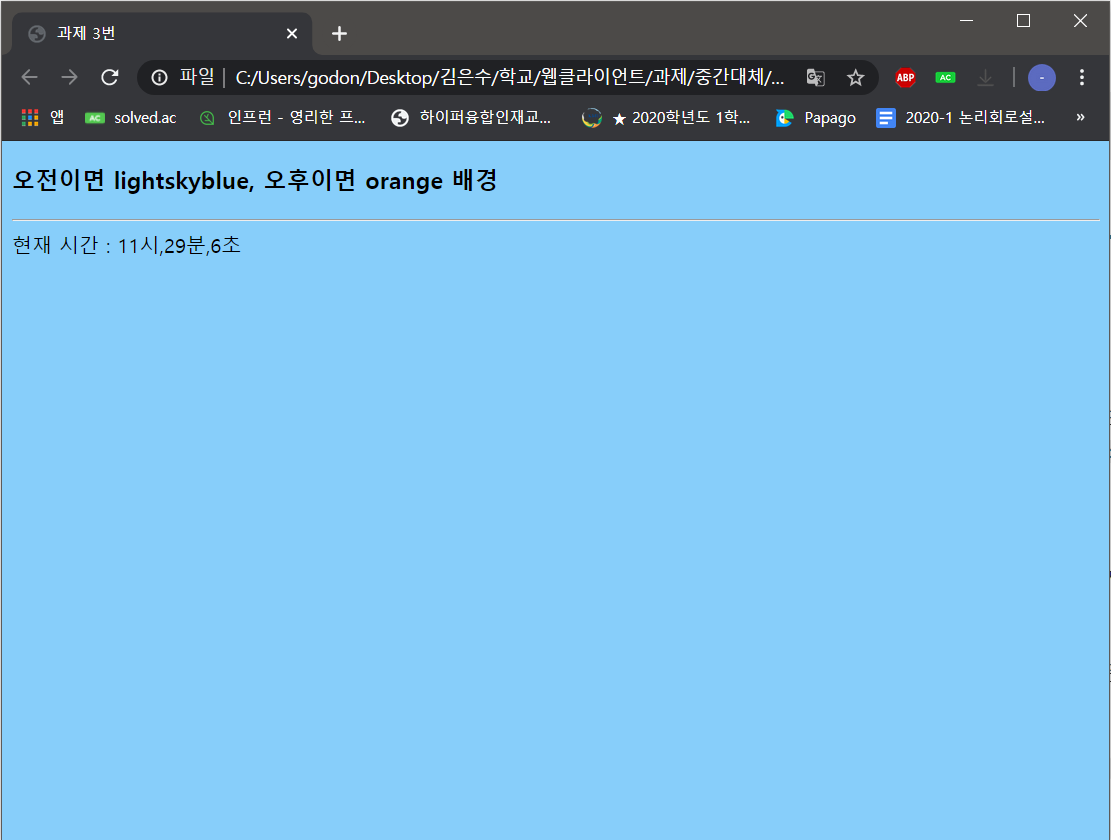 과제 3번
파일 | C:/Users/godon/Desktop/김은수/학교/웹클라이언트/과제/중간대체/... ABP AC -
앱 AC solved.ac 인프런 - 영리한 프... 하이퍼융합인재교... ★ 2020학년도 1학... Papago 2020-1 논리회로설... »
오전이면 lightskyblue, 오후이면 orange 배경
현재 시간 : 11시,29분,6초